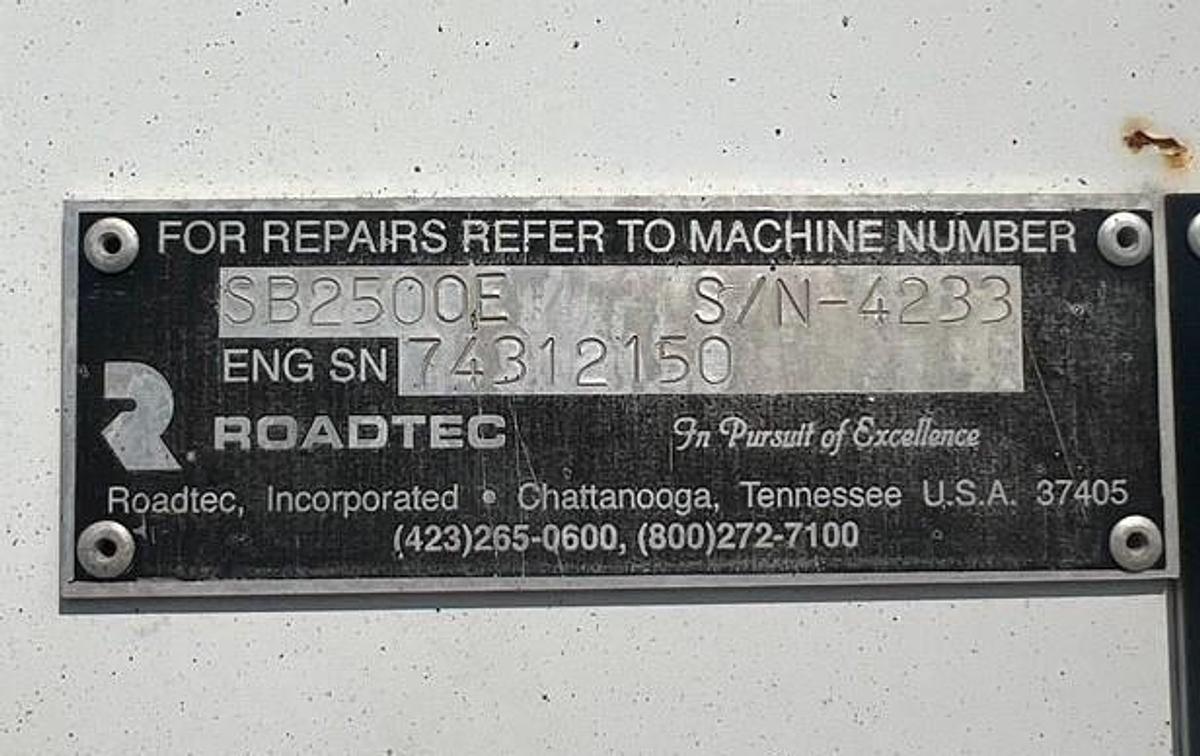 FOR REPAIRS REFER TO MACHINE NUMBER
SB2500E S/N-4233
ENG SN 74312150
ROADTEC In Pursuit of Excellence
Roadtec, Incorporated • Chattanooga, Tennessee U.S.A. 37405
(423)265-0600, (800)272-7100